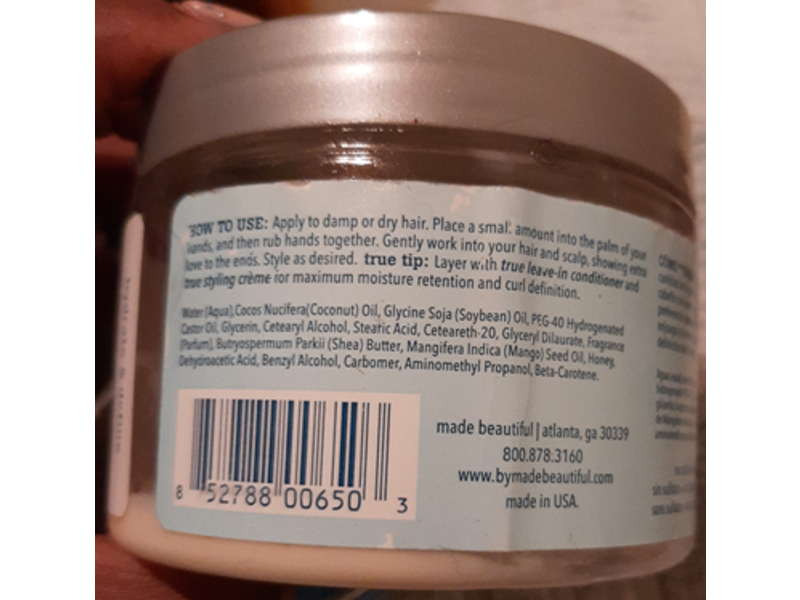 HOW TO USE: Apply to damp or dry hair. Place a small amount into the palm of your
hands, and then rub hands together. Gently work into your hair and scalp, showing extra
love to the ends. Style as desired. true tip: Layer with true leave-in conditioner and
true styling crème for maximum moisture retention and curl definition.
Water (Aqua),Cocos Nucifera(Coconut) Oil, Glycine Soja (Soybean) Oil, PEG-40 Hydrogenated
Castor Oil, Glycerin, Cetearyl Alcohol, Stearic Acid, Ceteareth-20, Glyceryl Dilaurate, Fragrance
(Parfum), Butryospermum Parkii (Shea) Butter, Mangifera Indica (Mango) Seed Oil, Honey,
Dehydroacetic Acid, Benzyl Alcohol, Carbomer, Aminomethyl Propanol, Beta-Carotene.
8 52788 00650 3
made beautiful | atlanta, ga 30339
800.878.3160
www.bymadebeautiful.com
made in USA.